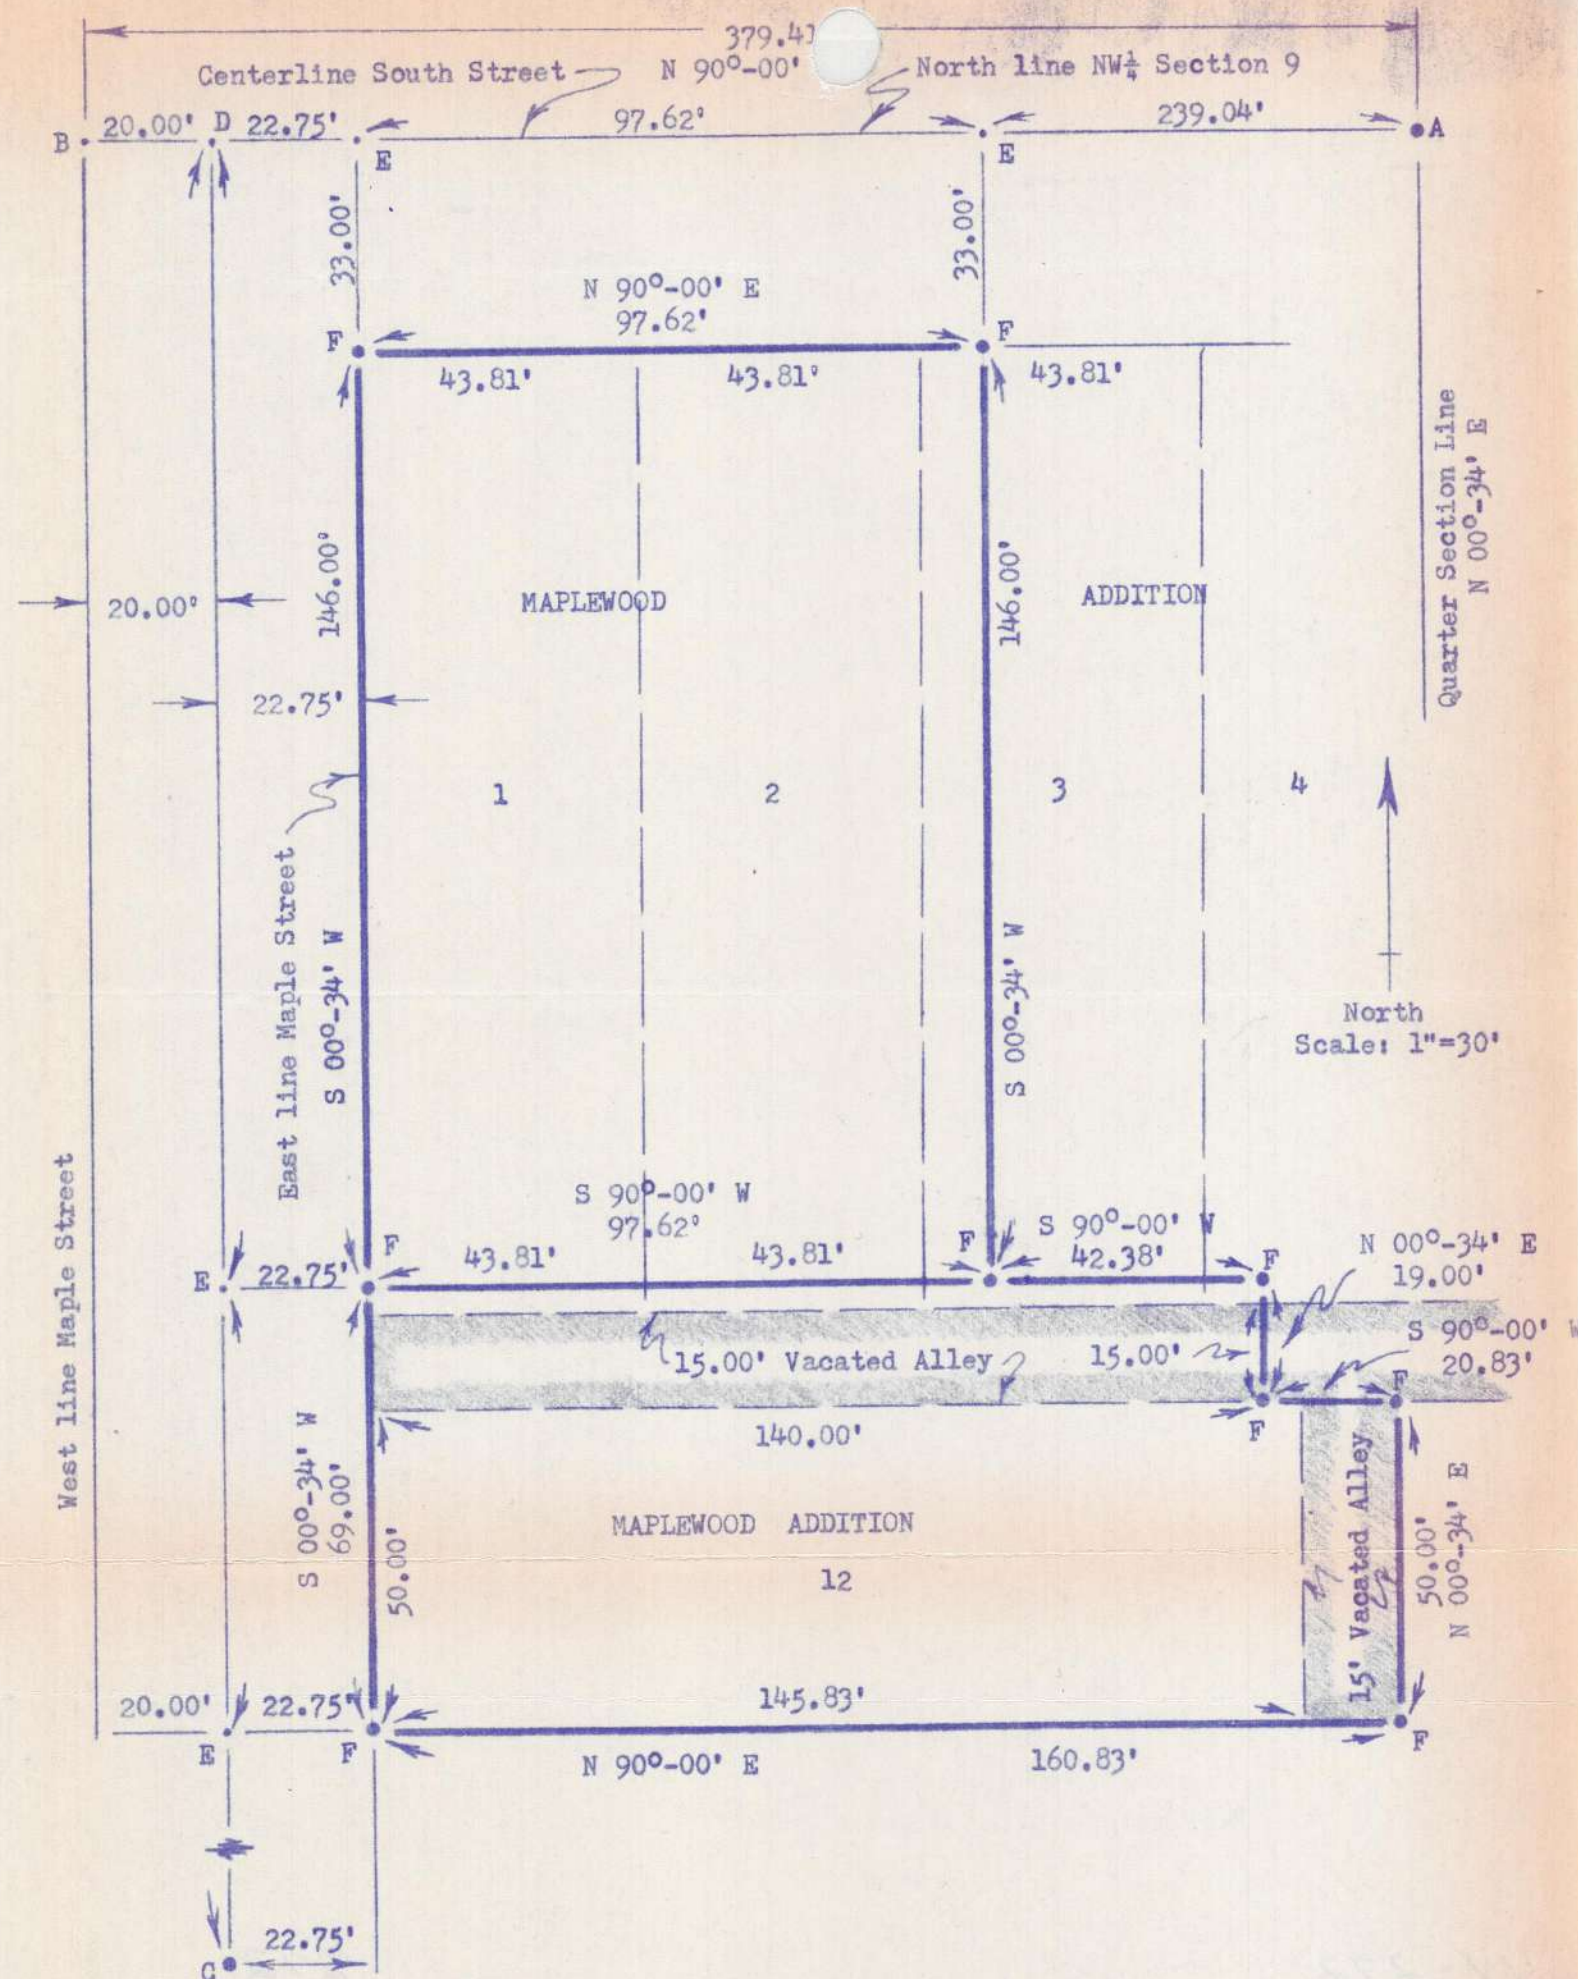 379.41
Centerline South Street
N 90°-00'
North line NW¼ Section 9
B
20.00'
D
22.75'
E
97.62'
E
239.04'
A
33.00'
33.00'
N 90°-00' E
97.62'
F
F
43.81'
43.81'
43.81'
Quarter Section Line
N 00°-34' E
146.00'
146.00'
20.00'
MAPLEWOOD
ADDITION
22.75'
1
2
3
4
East line Maple Street
S 00°-34' W
S 00°-34' W
North
Scale: 1"=30'
West line Maple Street
S 90°-00' W
97.62'
S 90°-00' W
42.38'
N 00°-34' E
19.00'
E
22.75'
F
43.81'
43.81'
F
F
15.00' Vacated Alley
15.00'
S 90°-00' W
20.83'
F
F
140.00'
S 00°-34' W
69.00'
50.00'
MAPLEWOOD ADDITION
12
15' Vacated Alley
50.00'
N 00°-34' E
20.00'
22.75'
145.83'
E
F
N 90°-00' E
160.83'
F
22.75'
C